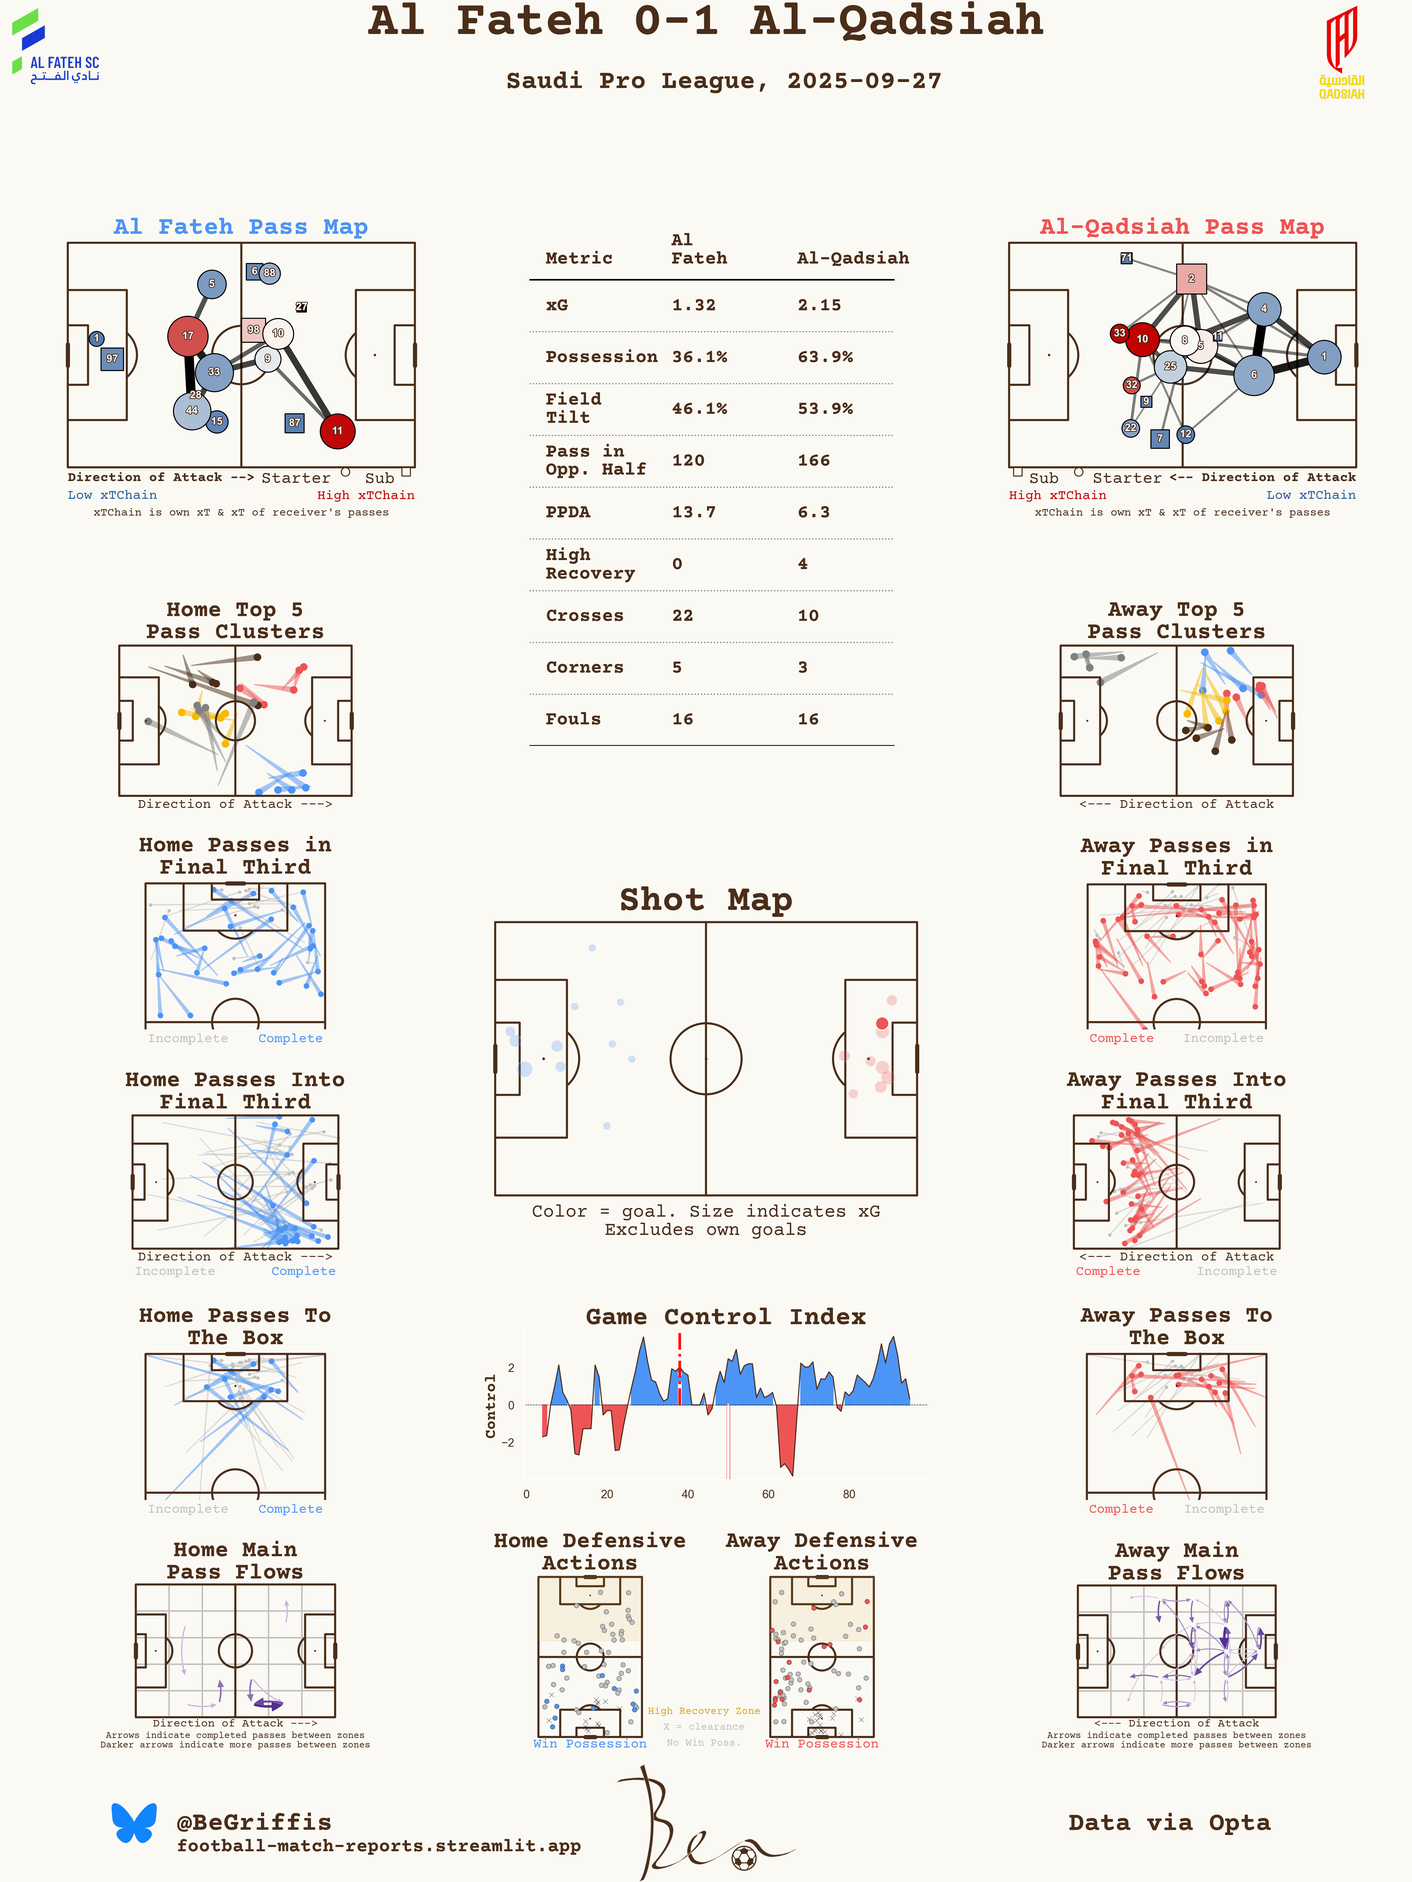 Al Fateh 0-1 Al-Qadsiah
Saudi Pro League, 2025-09-27
AL FATEH SC
نادي الفتح
القادسية
QADSIAH
Al Fateh Pass Map
5
6
88
27
17
98
10
1
97
9
33
28
44
15
87
11
Direction of Attack --> Starter Sub
Low xTChain High xTChain
xTChain is own xT & xT of receiver's passes
Metric Al Fateh Al-Qadsiah
xG 1.32 2.15
Possession 36.1% 63.9%
Field Tilt 46.1% 53.9%
Pass in Opp. Half 120 166
PPDA 13.7 6.3
High Recovery 0 4
Crosses 22 10
Corners 5 3
Fouls 16 16
Al-Qadsiah Pass Map
71
2
4
33
10
8
5
11
1
25
6
32
9
22
7
12
Sub Starter <-- Direction of Attack
High xTChain Low xTChain
xTChain is own xT & xT of receiver's passes
Home Top 5
Pass Clusters
Direction of Attack --->
Away Top 5
Pass Clusters
<--- Direction of Attack
Home Passes in
Final Third
Incomplete Complete
Away Passes in
Final Third
Complete Incomplete
Shot Map
Color = goal. Size indicates xG
Excludes own goals
Home Passes Into
Final Third
Direction of Attack --->
Incomplete Complete
Away Passes Into
Final Third
<--- Direction of Attack
Complete Incomplete
Home Passes To
The Box
Incomplete Complete
Game Control Index
Control
2
0
−2
0 20 40 60 80
Away Passes To
The Box
Complete Incomplete
Home Main
Pass Flows
Direction of Attack --->
Arrows indicate completed passes between zones
Darker arrows indicate more passes between zones
Home Defensive
Actions
Win Possession
High Recovery Zone
X = clearance
No Win Poss.
Away Defensive
Actions
Win Possession
Away Main
Pass Flows
<--- Direction of Attack
Arrows indicate completed passes between zones
Darker arrows indicate more passes between zones
@BeGriffis
football-match-reports.streamlit.app
Ben
Data via Opta